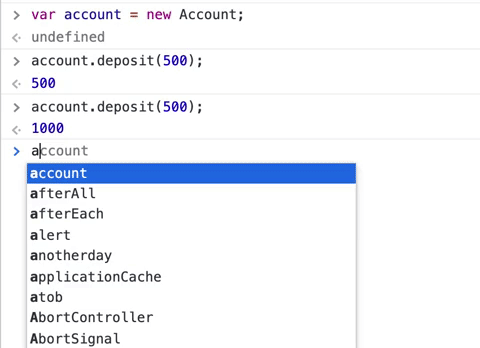 > var account = new Account;
<· undefined
> account.deposit(500);
<· 500
> account.deposit(500);
<· 1000
> account
account
afterAll
afterEach
alert
anotherday
applicationCache
atob
AbortController
AbortSignal